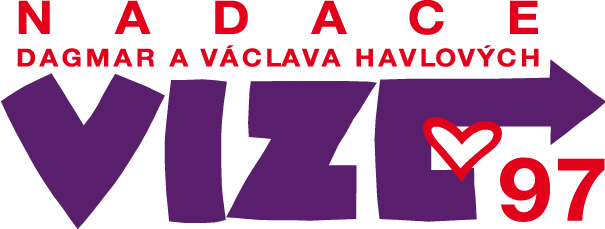 NADACE
DAGMAR A VÁCLAVA HAVLOVÝCH
VIZE 97